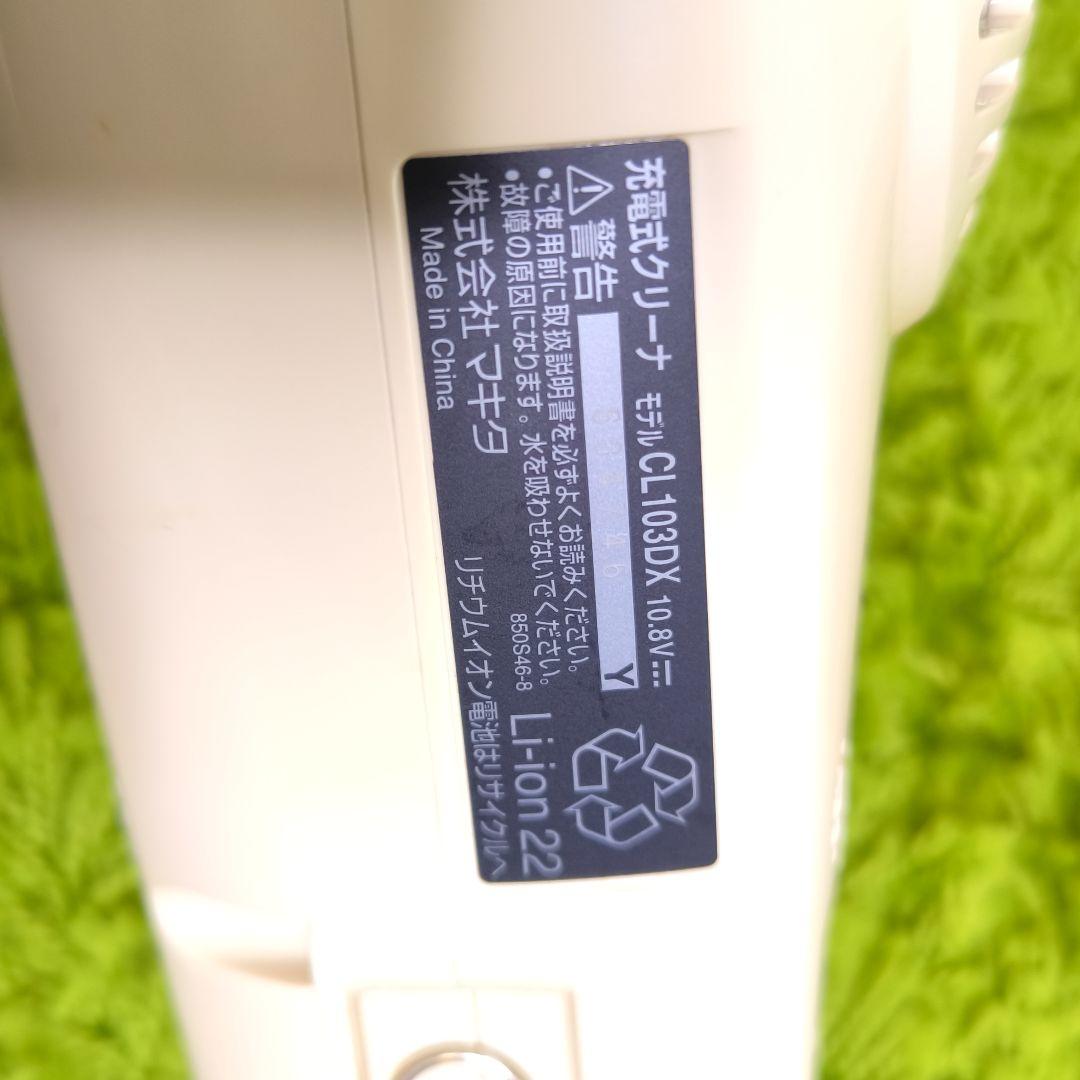 充電式クリーナ モデル CL103DX 10.8V
警告
Y
・ご使用前に取扱説明書を必ずよくお読みください。
・故障の原因になります。水を吸わせないでください。
850S46-8
株式会社 マキタ
Made in China
Li-ion 22
リチウムイオン電池はリサイクルへ